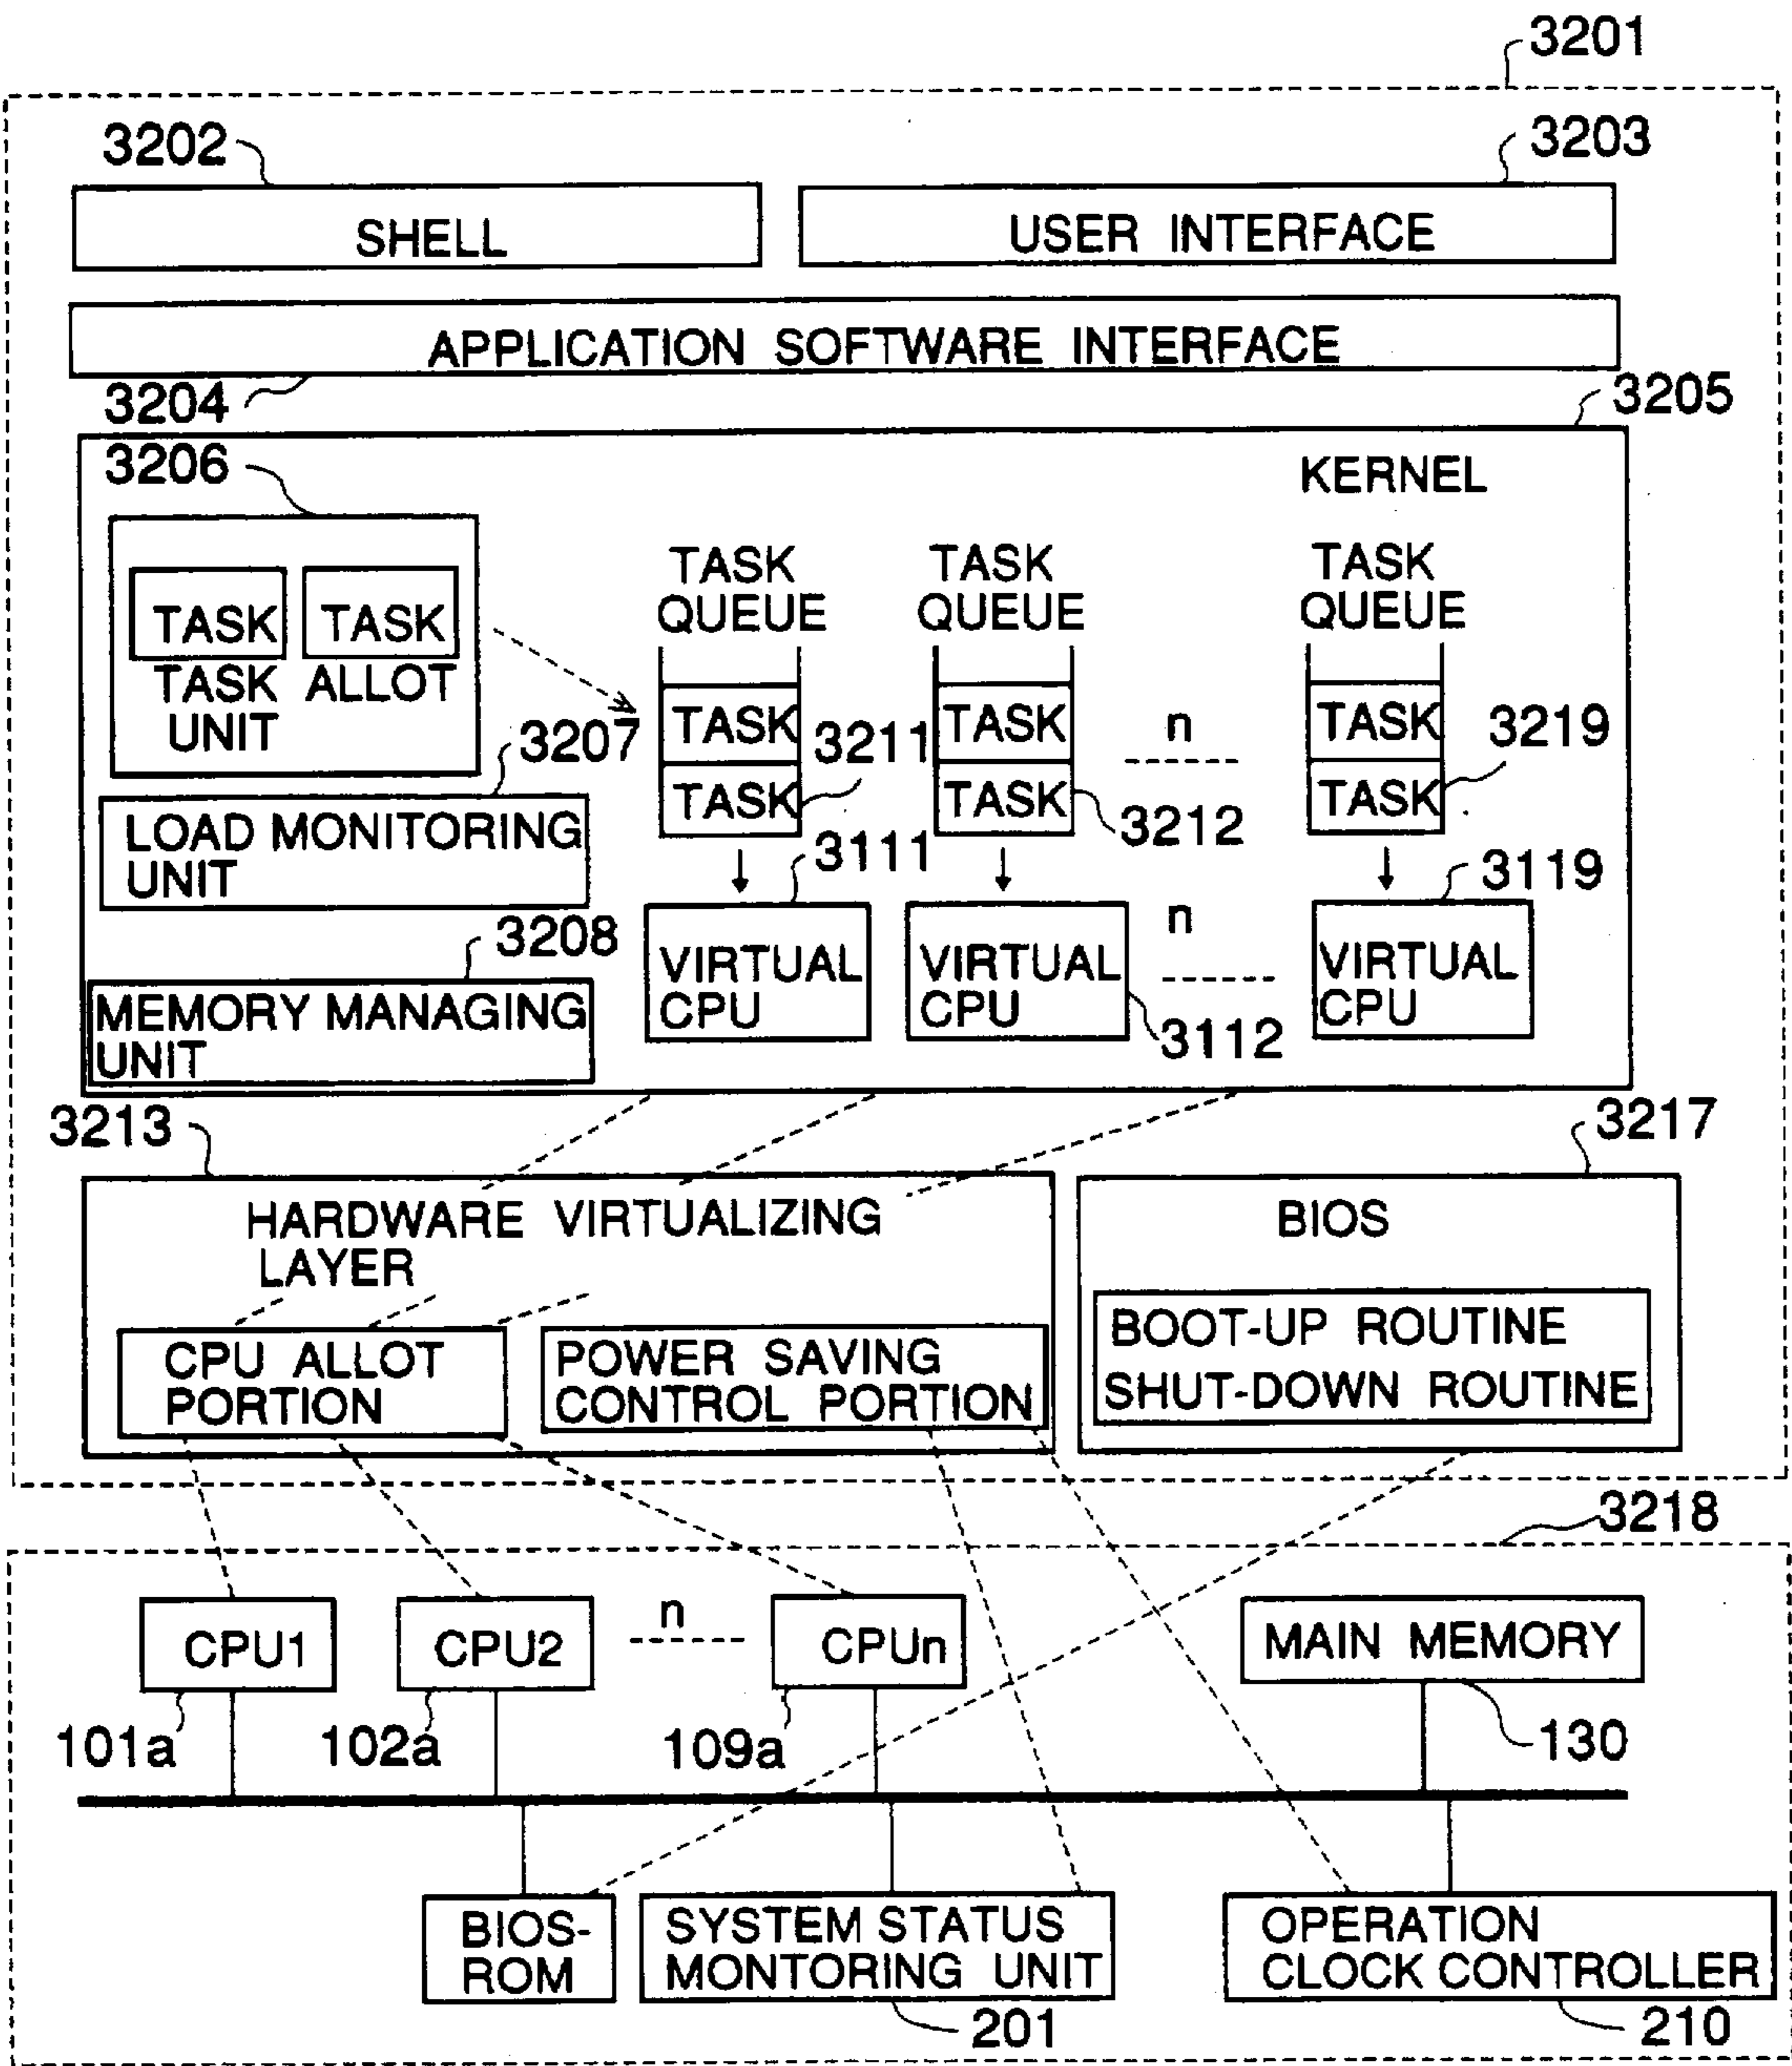 3201
3202
3203
SHELL
USER INTERFACE
APPLICATION SOFTWARE INTERFACE
3204
3205
3206
KERNEL
TASK
QUEUE
TASK
QUEUE
TASK
QUEUE
TASK
TASK
TASK ALLOT
UNIT
TASK
TASK
TASK
n
3207
3211
3219
TASK
TASK
TASK
3212
LOAD MONITORING
UNIT
3111
3119
3208
n
VIRTUAL
CPU
VIRTUAL
CPU
VIRTUAL
CPU
MEMORY MANAGING
UNIT
3112
3213
3217
HARDWARE VIRTUALIZING
LAYER
BIOS
CPU ALLOT
PORTION
POWER SAVING
CONTROL PORTION
BOOT-UP ROUTINE
SHUT-DOWN ROUTINE
3218
CPU1
CPU2
n
CPUn
MAIN MEMORY
101a
102a
109a
130
BIOS-
ROM
SYSTEM STATUS
MONTORING UNIT
OPERATION
CLOCK CONTROLLER
201
210